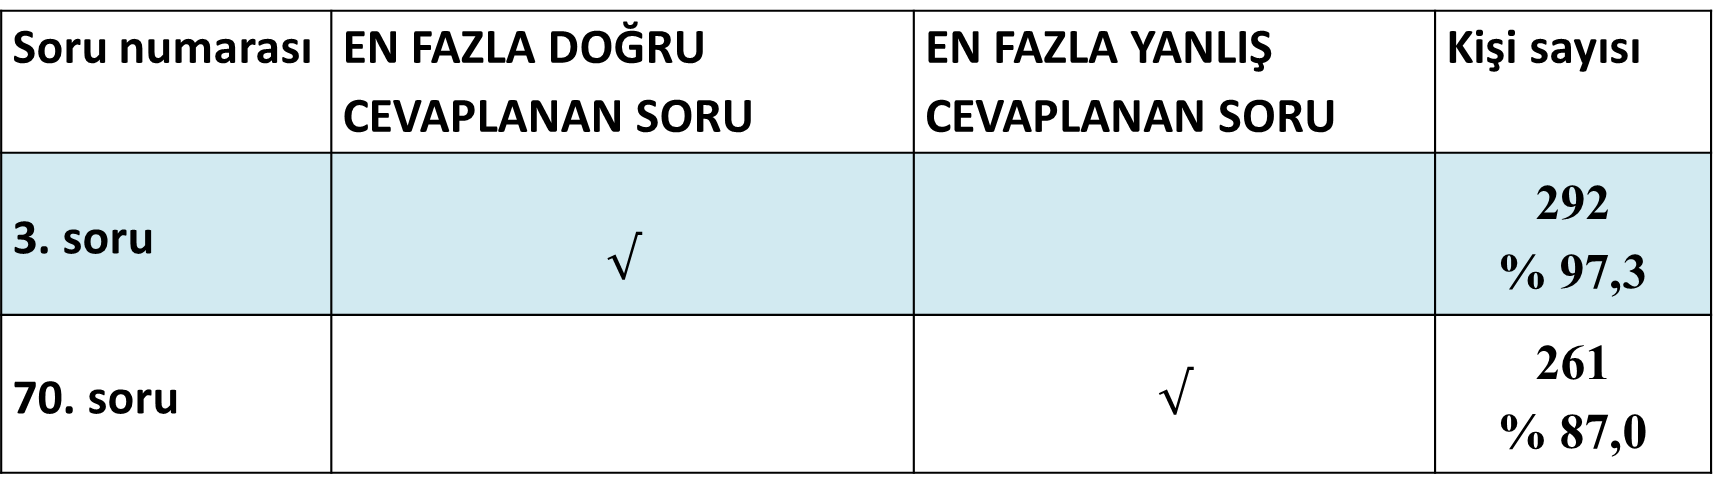 Soru numarası
EN FAZLA DOĞRU
CEVAPLANAN SORU
EN FAZLA YANLIŞ
CEVAPLANAN SORU
Kişi sayısı
3. soru
√
292
% 97,3
70. soru
√
261
% 87,0